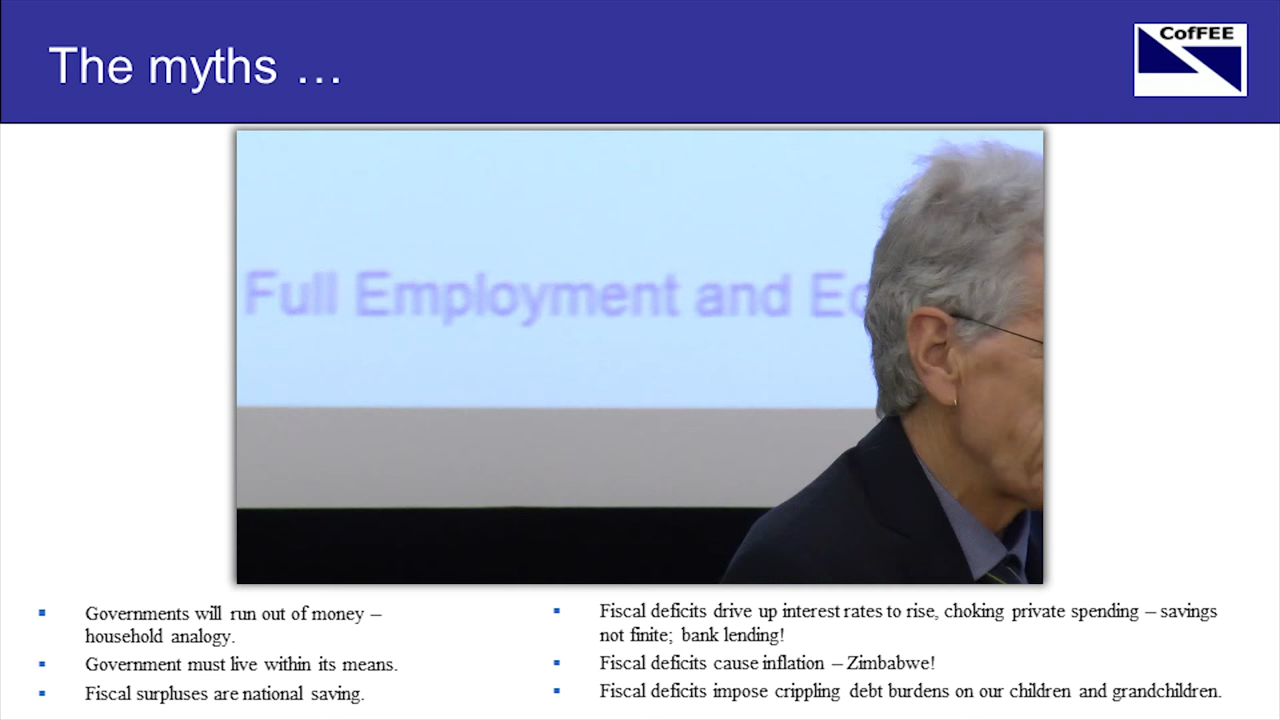 The myths …
CofFEE
Full Employment and
Governments will run out of money –
household analogy.
Government must live within its means.
Fiscal surpluses are national saving.
Fiscal deficits drive up interest rates to rise, choking private spending – savings
not finite; bank lending!
Fiscal deficits cause inflation – Zimbabwe!
Fiscal deficits impose crippling debt burdens on our children and grandchildren.